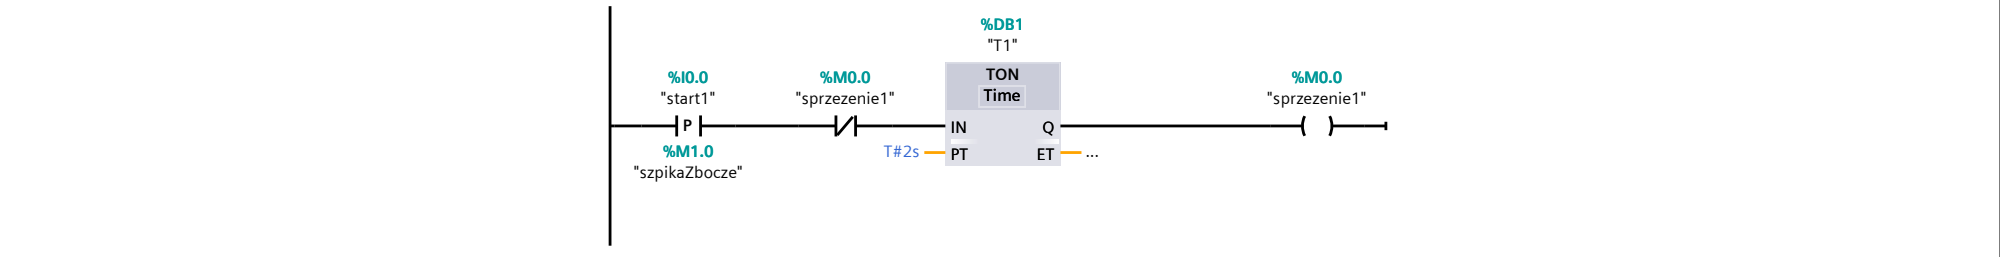 %DB1
"T1"
%I0.0
"start1"
P
%M1.0
"szpikaZbocze"
%M0.0
"sprzezenie1"
TON
Time
IN
Q
T#2s
PT
ET
...
%M0.0
"sprzezenie1"